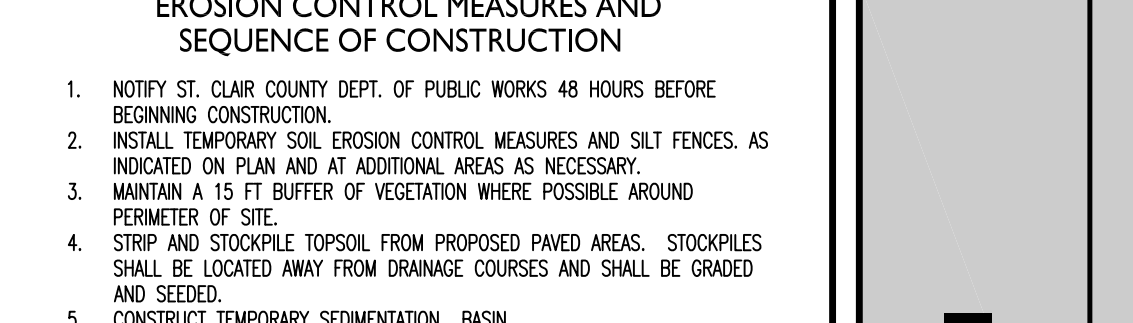 EROSION CONTROL MEASURES AND
SEQUENCE OF CONSTRUCTION
1. NOTIFY ST. CLAIR COUNTY DEPT. OF PUBLIC WORKS 48 HOURS BEFORE
BEGINNING CONSTRUCTION.
2. INSTALL TEMPORARY SOIL EROSION CONTROL MEASURES AND SILT FENCES. AS
INDICATED ON PLAN AND AT ADDITIONAL AREAS AS NECESSARY.
3. MAINTAIN A 15 FT BUFFER OF VEGETATION WHERE POSSIBLE AROUND
PERIMETER OF SITE.
4. STRIP AND STOCKPILE TOPSOIL FROM PROPOSED PAVED AREAS. STOCKPILES
SHALL BE LOCATED AWAY FROM DRAINAGE COURSES AND SHALL BE GRADED
AND SEEDED.
5. CONSTRUCT TEMPORARY SEDIMENTATION BASIN